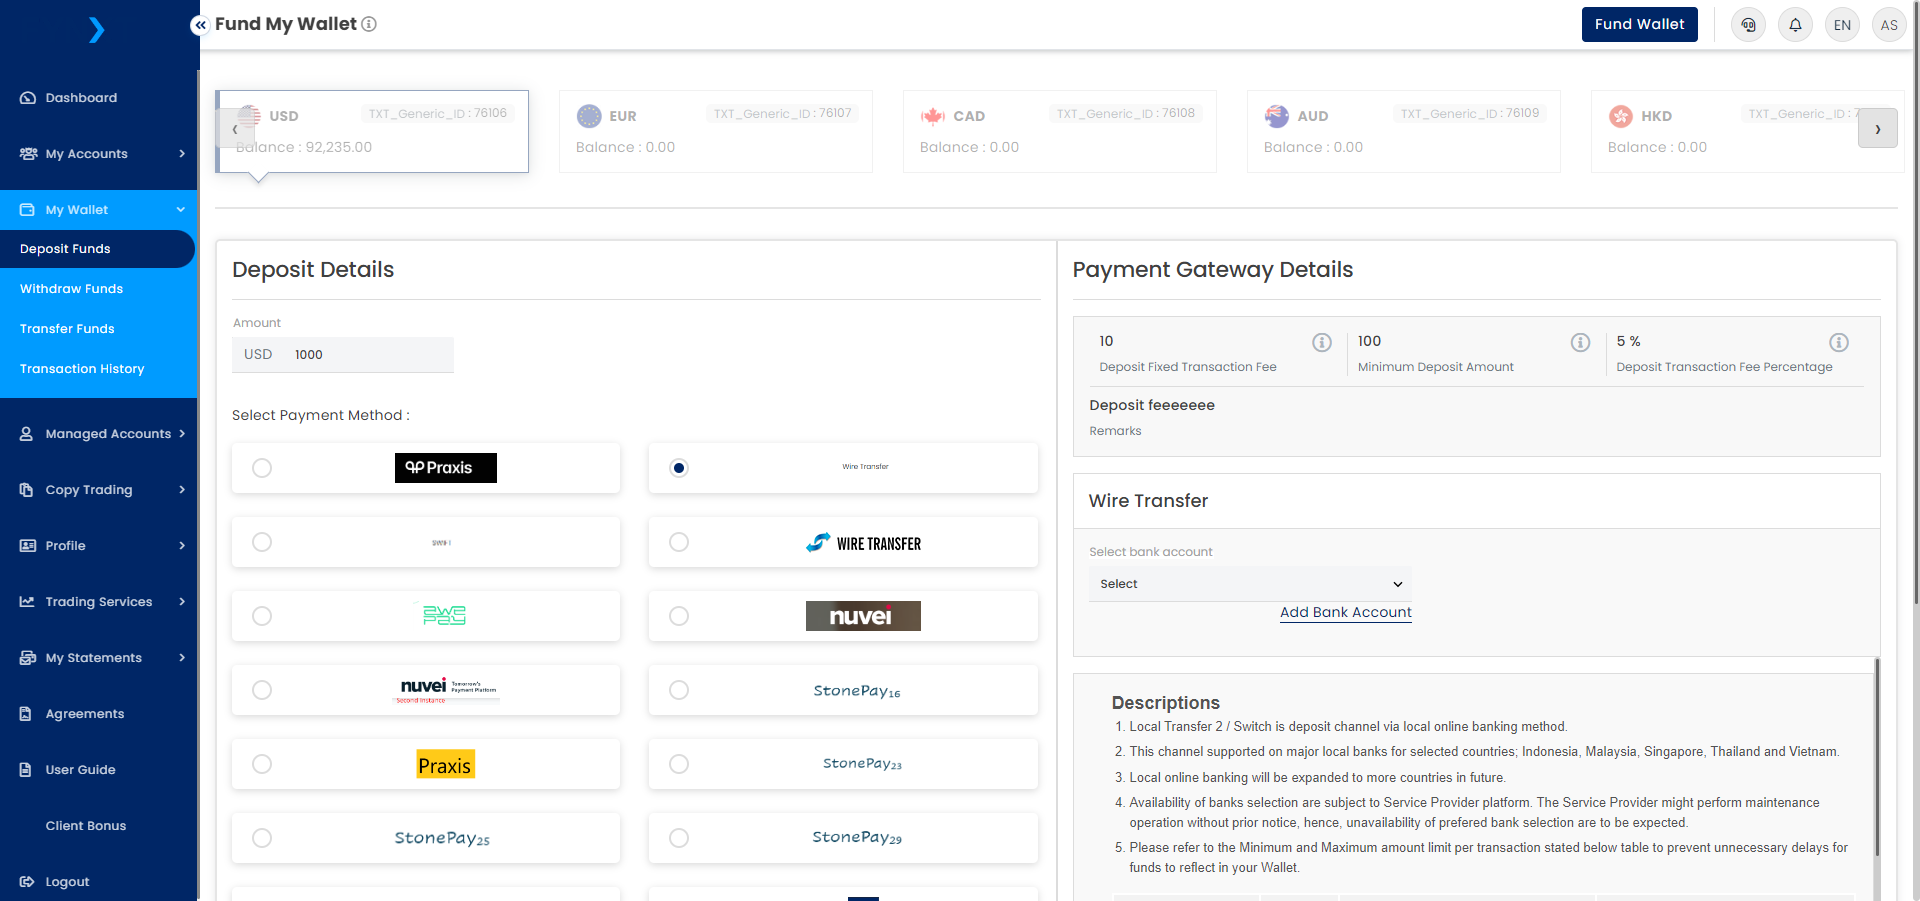 Fund My Wallet
Fund Wallet
EN
AS
Dashboard
My Accounts
My Wallet
Deposit Funds
Withdraw Funds
Transfer Funds
Transaction History
Managed Accounts
Copy Trading
Profile
Trading Services
My Statements
Agreements
User Guide
Client Bonus
Logout
USD TXT_Generic_ID : 76106
Balance : 92,235.00
EUR TXT_Generic_ID : 76107
Balance : 0.00
CAD TXT_Generic_ID : 76108
Balance : 0.00
AUD TXT_Generic_ID : 76109
Balance : 0.00
HKD TXT_Generic_ID : 7
Balance : 0.00
Deposit Details
Amount
USD 1000
Select Payment Method :
Praxis
Wire Transfer
WIRE TRANSFER
nuvei
nuvei Tomorrow's Payment Platform
Second Instance
StonePay16
Praxis
StonePay23
StonePay25
StonePay29
Payment Gateway Details
10
Deposit Fixed Transaction Fee
100
Minimum Deposit Amount
5 %
Deposit Transaction Fee Percentage
Deposit feeeeeee
Remarks
Wire Transfer
Select bank account
Select
Add Bank Account
Descriptions
1. Local Transfer 2 / Switch is deposit channel via local online banking method.
2. This channel supported on major local banks for selected countries; Indonesia, Malaysia, Singapore, Thailand and Vietnam.
3. Local online banking will be expanded to more countries in future.
4. Availability of banks selection are subject to Service Provider platform. The Service Provider might perform maintenance
operation without prior notice, hence, unavailability of prefered bank selection are to be expected.
5. Please refer to the Minimum and Maximum amount limit per transaction stated below table to prevent unnecessary delays for
funds to reflect in your Wallet.